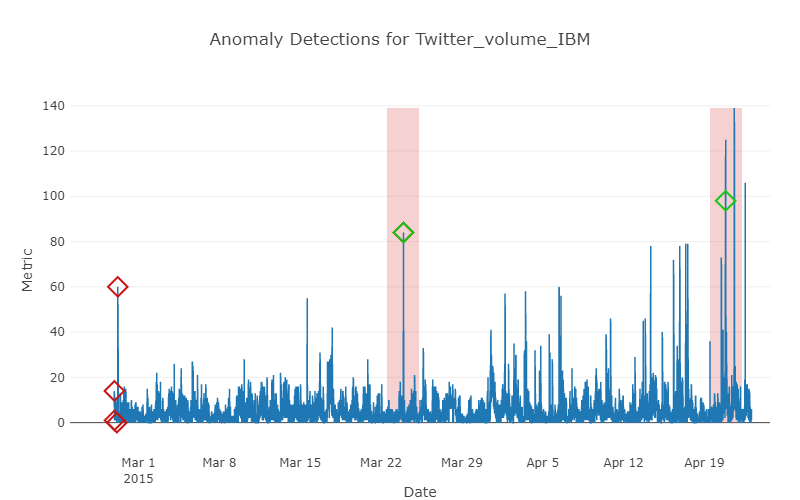 Anomaly Detections for Twitter_volume_IBM
140
120
100
80
60
40
20
0
Metric
Mar 1
2015
Mar 8
Mar 15
Mar 22
Mar 29
Apr 5
Apr 12
Apr 19
Date